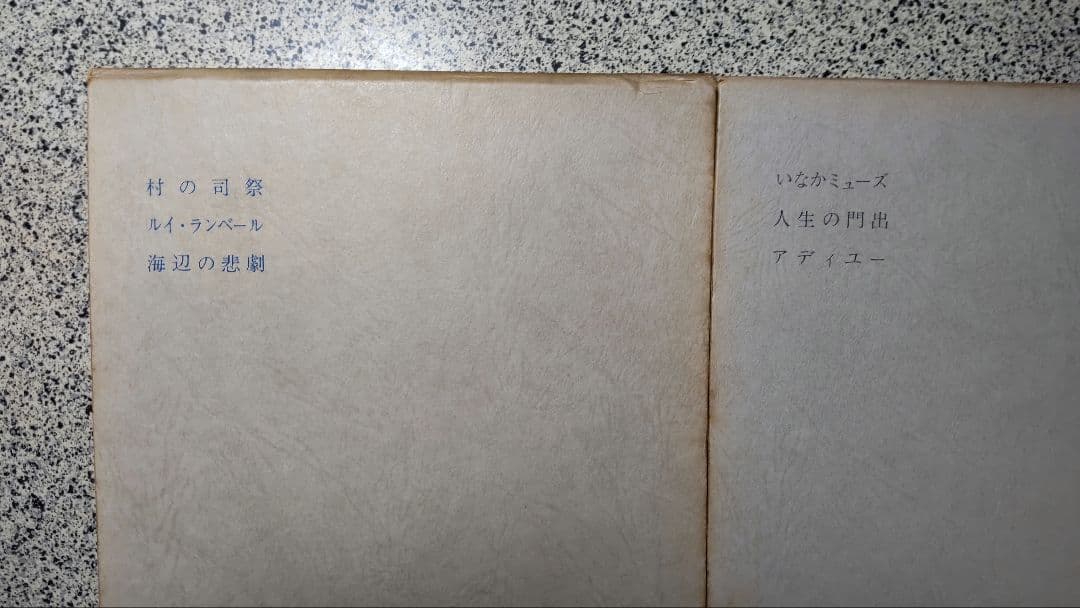 村の司祭
ルイ・ランベール
海辺の悲劇
いなかミューズ
人生の門出
アディユー